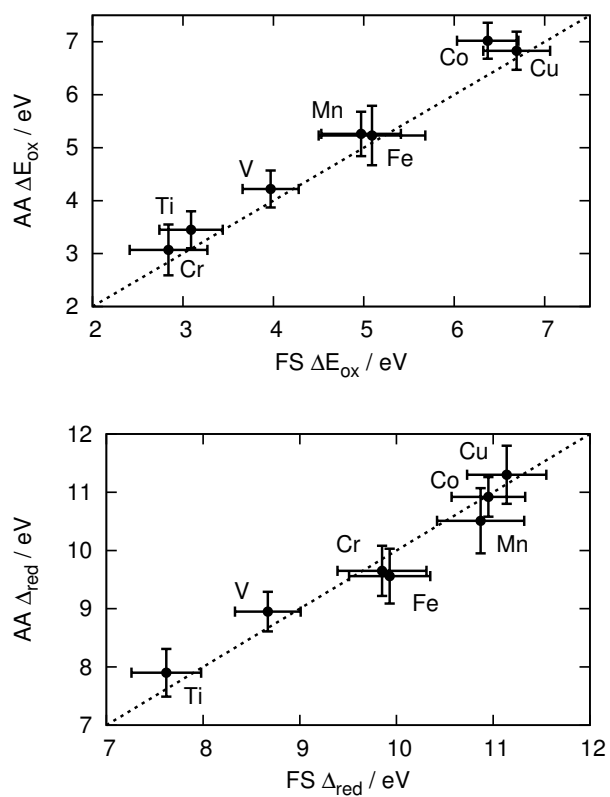 7
6
5
4
3
2
AA ΔE_ox / eV
Co
Cu
Mn
Fe
V
Ti
Cr
2 3 4 5 6 7
FS ΔE_ox / eV
12
11
10
9
8
7
AA Δ_red / eV
Cu
Co
Mn
Cr
Fe
V
Ti
7 8 9 10 11 12
FS Δ_red / eV